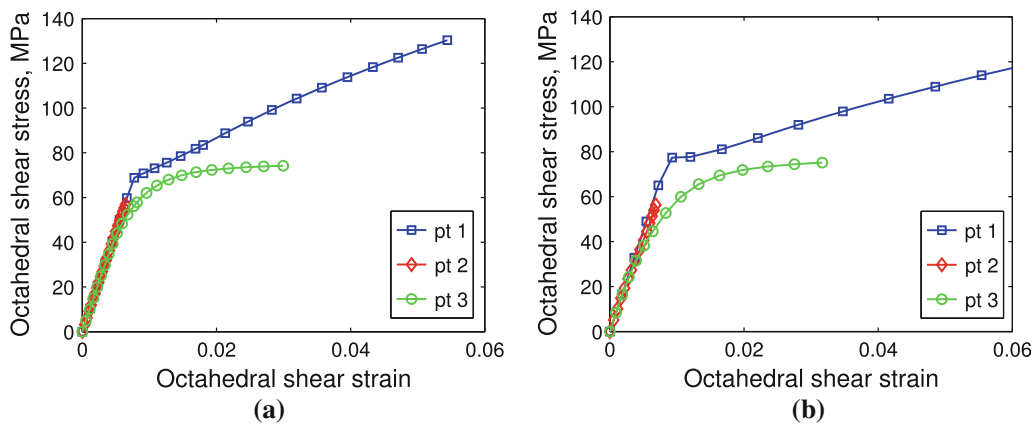 140
120
100
80
60
40
20
0
0 0.02 0.04 0.06
Octahedral shear stress, MPa
Octahedral shear strain
pt 1
pt 2
pt 3
(a)
140
120
100
80
60
40
20
0
0 0.02 0.04 0.06
Octahedral shear stress, MPa
Octahedral shear strain
pt 1
pt 2
pt 3
(b)